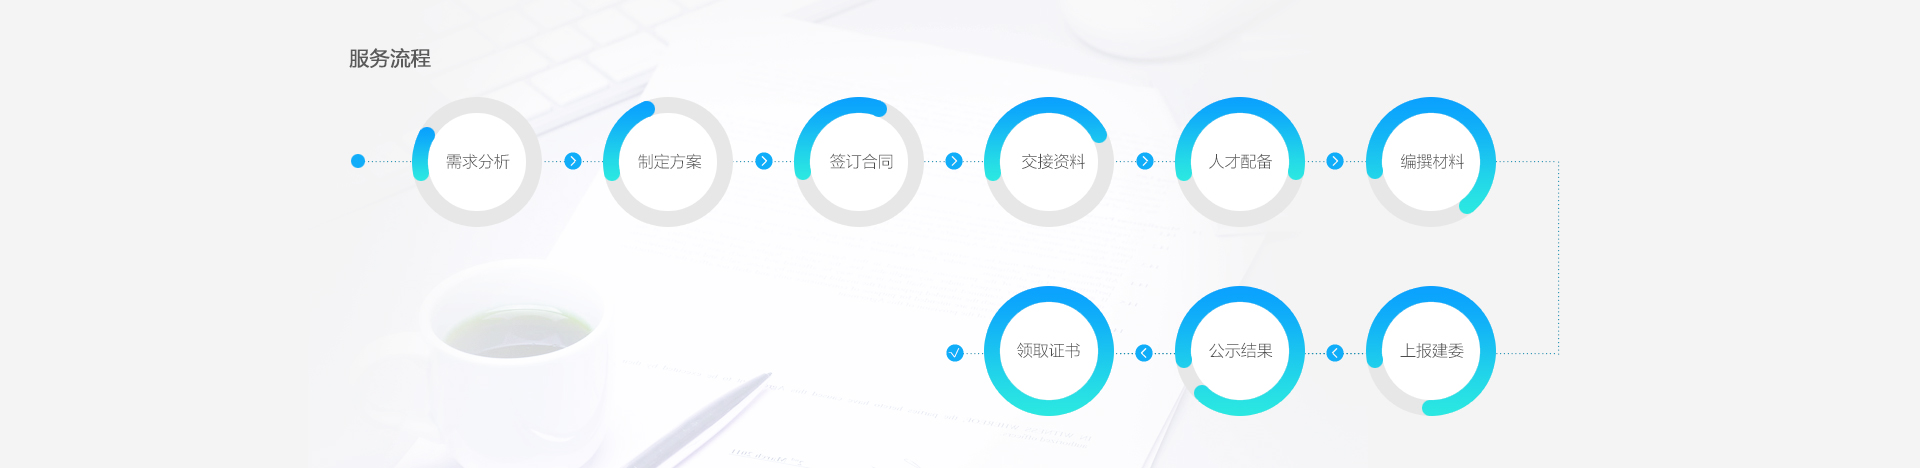 服务流程
需求分析
制定方案
签订合同
交接资料
人才配备
编撰材料
上报建委
公示结果
领取证书